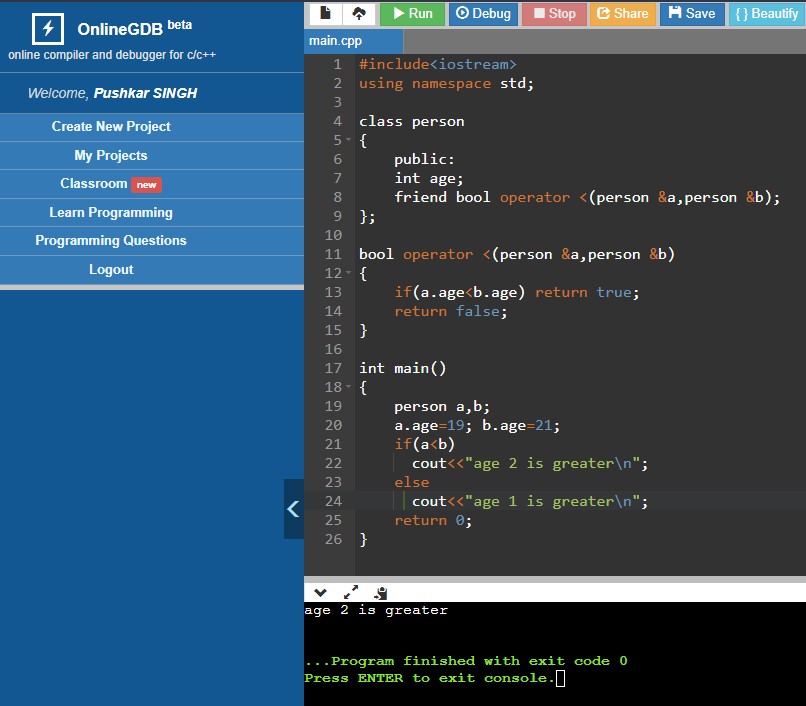 OnlineGDB beta
online compiler and debugger for c/c++
Welcome, Pushkar SINGH
Create New Project
My Projects
Classroom new
Learn Programming
Programming Questions
Logout
Run Debug Stop Share Save { } Beautify
main.cpp
1 #include<iostream>
2 using namespace std;
3
4 class person
5 {
6     public:
7     int age;
8     friend bool operator <(person &a,person &b);
9 };
10
11 bool operator <(person &a,person &b)
12 {
13     if(a.age<b.age) return true;
14     return false;
15 }
16
17 int main()
18 {
19     person a,b;
20     a.age=19; b.age=21;
21     if(a<b)
22       cout<<"age 2 is greater\n";
23     else
24       cout<<"age 1 is greater\n";
25     return 0;
26 }
age 2 is greater
...Program finished with exit code 0
Press ENTER to exit console.